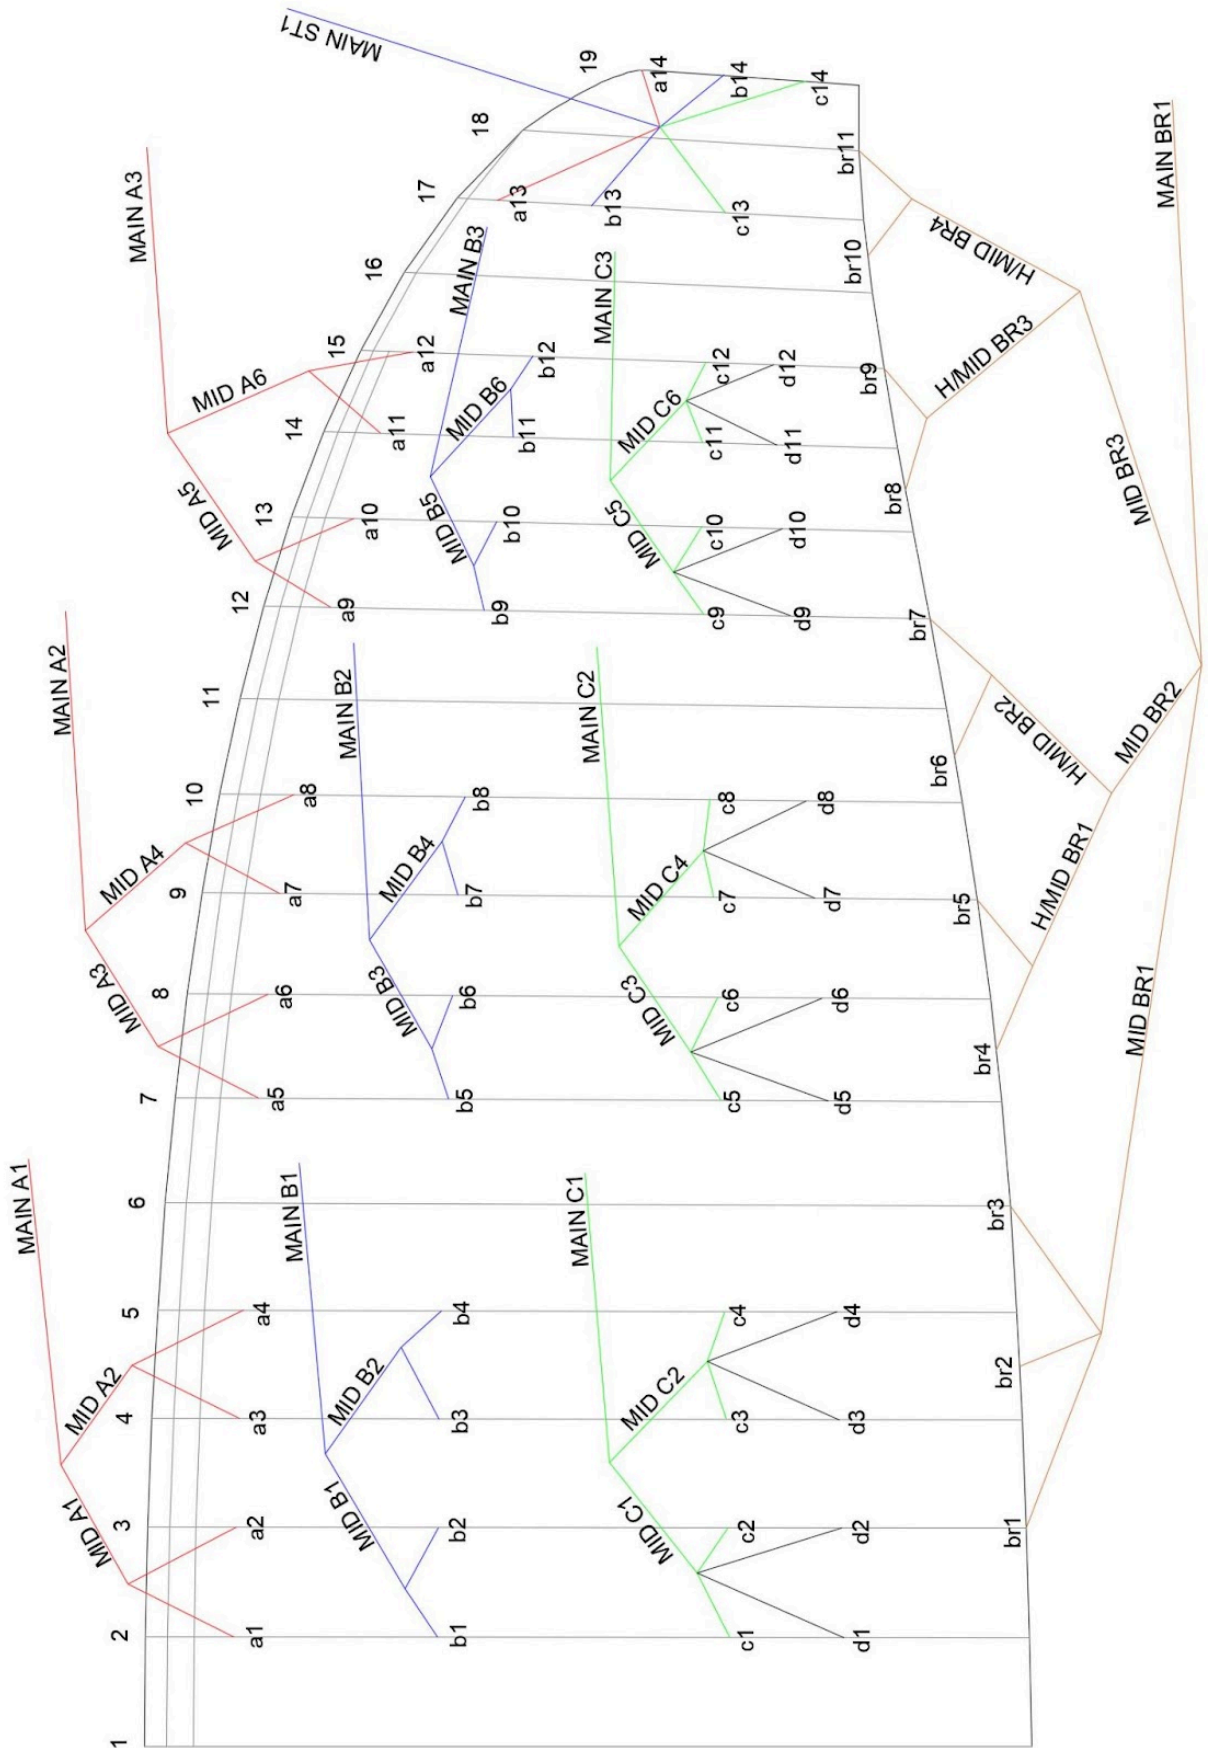 MAIN ST1
19
a14
b14
c14
18
br11
MAIN BR1
MAIN A3
17
a13
b13
c13
MAIN B3
16
MAIN C3
br10
H/MID BR4
15
a12
b12
c12
d12
br9
H/MID BR3
MID A6
MID B6
MID C6
14
a11
b11
c11
d11
br8
MID BR3
MID A5
13
a10
MID B5
b10
MID C5
c10
d10
12
a9
b9
c9
d9
br7
MAIN A2
11
MAIN B2
MAIN C2
H/MID BR2
MID BR2
br6
10
a8
b8
c8
d8
MID A4
MID B4
MID C4
H/MID BR1
9
a7
b7
c7
d7
br5
MID A3
8
a6
MID B3
b6
MID C3
c6
d6
MID BR1
br4
7
a5
b5
c5
d5
MAIN A1
6
MAIN B1
MAIN C1
br3
5
a4
b4
c4
d4
br2
MID A2
MID B2
MID C2
4
a3
b3
c3
d3
MID A1
MID B1
MID C1
3
a2
b2
c2
d2
br1
2
a1
b1
c1
d1
1